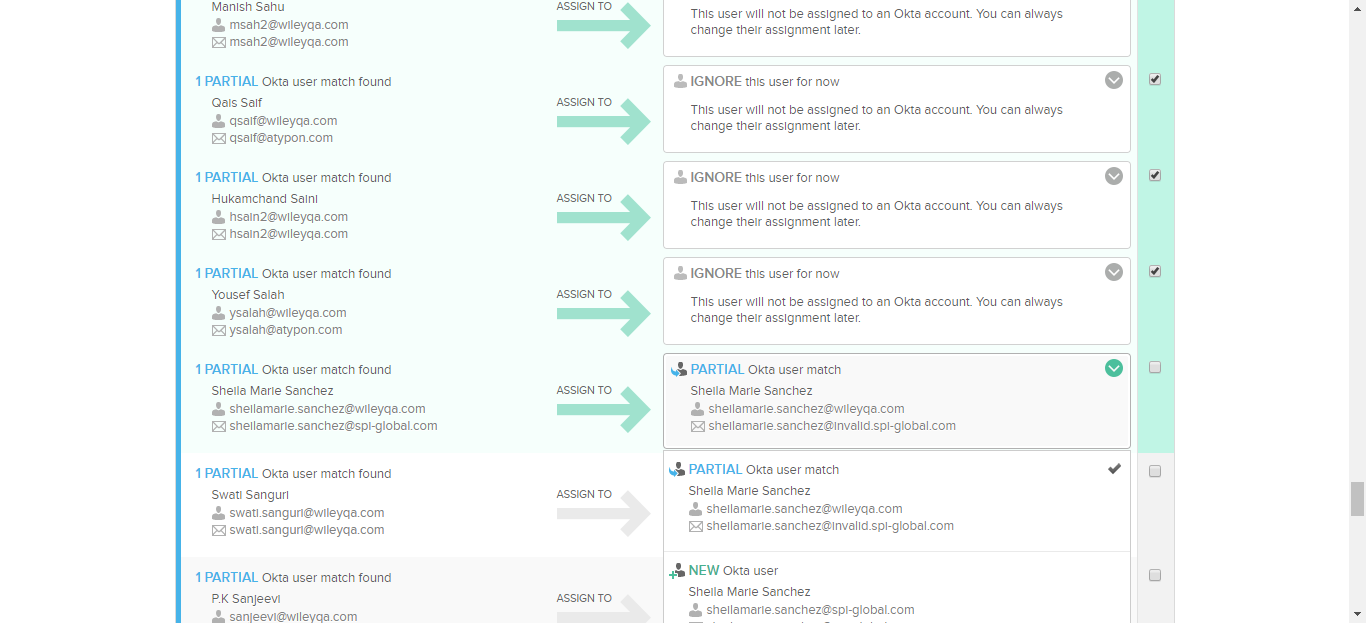 Manish Sahu
msah2@wileyqa.com
msah2@wileyqa.com
ASSIGN TO
This user will not be assigned to an Okta account. You can always
change their assignment later.
1 PARTIAL Okta user match found
Qais Saif
qsaif@wileyqa.com
qsaif@atypon.com
ASSIGN TO
IGNORE this user for now
This user will not be assigned to an Okta account. You can always
change their assignment later.
1 PARTIAL Okta user match found
Hukamchand Saini
hsain2@wileyqa.com
hsain2@wileyqa.com
ASSIGN TO
IGNORE this user for now
This user will not be assigned to an Okta account. You can always
change their assignment later.
1 PARTIAL Okta user match found
Yousef Salah
ysalah@wileyqa.com
ysalah@atypon.com
ASSIGN TO
IGNORE this user for now
This user will not be assigned to an Okta account. You can always
change their assignment later.
1 PARTIAL Okta user match found
Sheila Marie Sanchez
sheilamarie.sanchez@wileyqa.com
sheilamarie.sanchez@spi-global.com
ASSIGN TO
PARTIAL Okta user match
Sheila Marie Sanchez
sheilamarie.sanchez@wileyqa.com
sheilamarie.sanchez@invalid.spi-global.com
1 PARTIAL Okta user match found
Swati Sanguri
swati.sanguri@wileyqa.com
swati.sanguri@wileyqa.com
ASSIGN TO
PARTIAL Okta user match
Sheila Marie Sanchez
sheilamarie.sanchez@wileyqa.com
sheilamarie.sanchez@invalid.spi-global.com
1 PARTIAL Okta user match found
P.K Sanjeevi
sanjeevi@wileyqa.com
ASSIGN TO
NEW Okta user
Sheila Marie Sanchez
sheilamarie.sanchez@spi-global.com